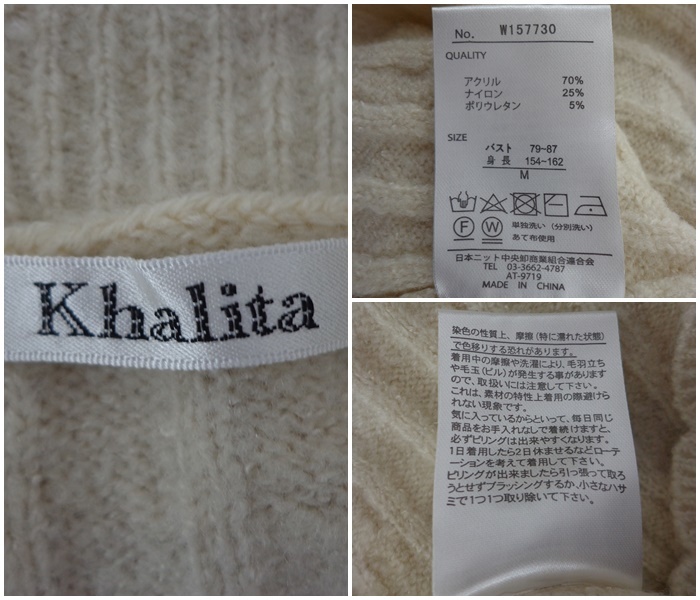 Khalita
No. W157730
QUALITY
アクリル 70%
ナイロン 25%
ポリウレタン 5%
SIZE
バスト 79~87
身長 154~162
M
F W 単独洗い (分別洗い)
あて布使用
日本ニット中央卸商業組合連合会
TEL 03-3662-4787
AT-9719
MADE IN CHINA
染色の性質上、摩擦(特に濡れた状態)
で色移りする恐れがあります。
着用中の摩擦や洗濯により、毛羽立ち
や毛玉(ピル)が発生する事があります
ので、取扱いには注意して下さい。
これは、素材の特性上着用の際避けら
れない現象です。
気に入っているからといって、毎日同じ
商品をお手入れなしで着続けますと、
必ずピリングは出来やすくなります。
1日着用したら2日休ませるなどローテ
ーションを考えて着用して下さい。
ピリングが出来ましたら引っ張って取ろ
うとせずブラッシングするか、小さなハサ
ミで1つ1つ取り除いて下さい。